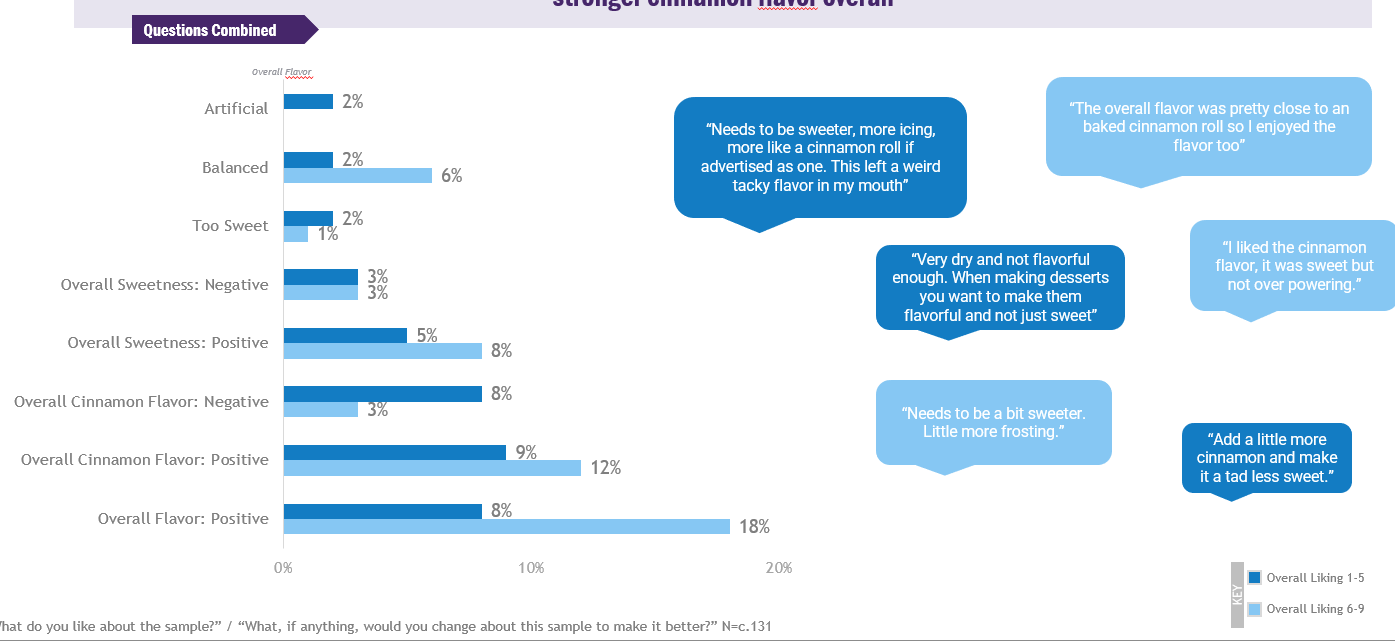 stronger cinnamon flavor overall
Questions Combined
Overall Flavor
Artificial
2%
Balanced
2%
6%
Too Sweet
2%
1%
Overall Sweetness: Negative
3%
3%
Overall Sweetness: Positive
5%
8%
Overall Cinnamon Flavor: Negative
8%
3%
Overall Cinnamon Flavor: Positive
9%
12%
Overall Flavor: Positive
8%
18%
0%
10%
20%
“Needs to be sweeter, more icing,
more like a cinnamon roll if
advertised as one. This left a weird
tacky flavor in my mouth”
“The overall flavor was pretty close to an
baked cinnamon roll so I enjoyed the
flavor too”
“Very dry and not flavorful
enough. When making desserts
you want to make them
flavorful and not just sweet”
“I liked the cinnamon
flavor, it was sweet but
not over powering.”
“Needs to be a bit sweeter.
Little more frosting.”
“Add a little more
cinnamon and make
it a tad less sweet.”
KEY
Overall Liking 1-5
Overall Liking 6-9
hat do you like about the sample?” / “What, if anything, would you change about this sample to make it better?” N=c.131